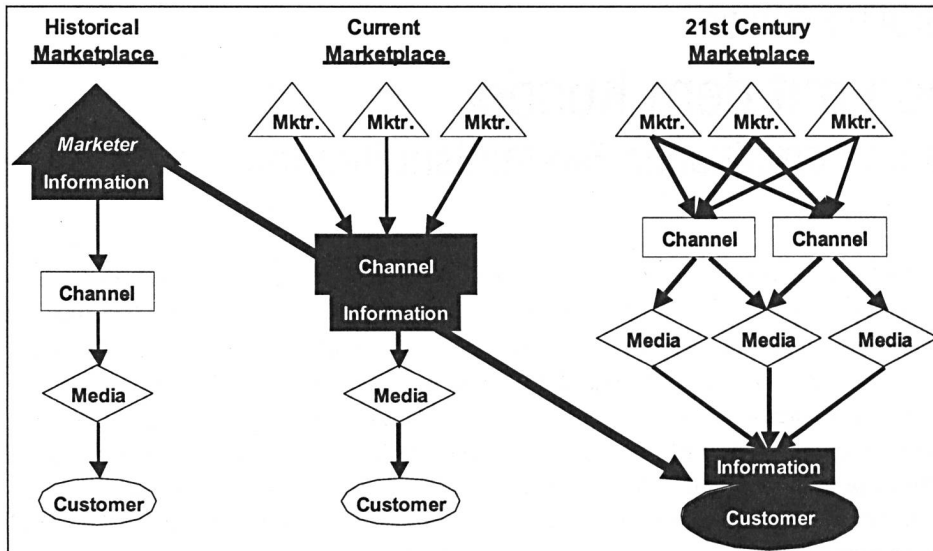 Historical
Marketplace
Marketer
Information
Channel
Media
Customer
Current
Marketplace
Mktr.
Mktr.
Mktr.
Channel
Information
Media
Customer
21st Century
Marketplace
Mktr.
Mktr.
Mktr.
Channel
Channel
Media
Media
Media
Information
Customer